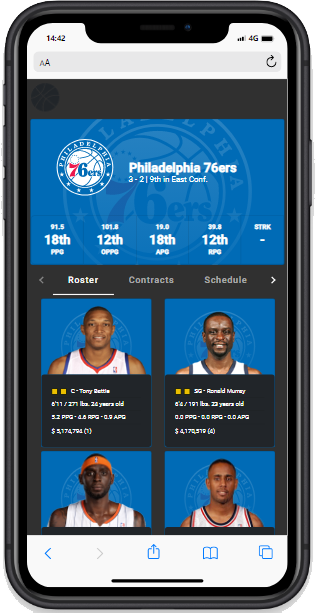 14:42
4G
AA
PHILADELPHIA
76ers
Philadelphia 76ers
3 - 2 | 9th in East Conf.
91.5 101.8 19.0 39.8 STRK
18th 12th 18th 12th -
PPG OPPG APG RPG
Roster Contracts Schedule
C - Tony Battie
6'11 / 271 lbs. 24 years old
5.2 PPG - 4.6 RPG - 0.9 APG
$ 5,174,794 (1)
SG - Ronald Murray
6'4 / 191 lbs. 23 years old
0.0 PPG - 0.0 RPG - 0.0 APG
$ 4,170,519 (4)